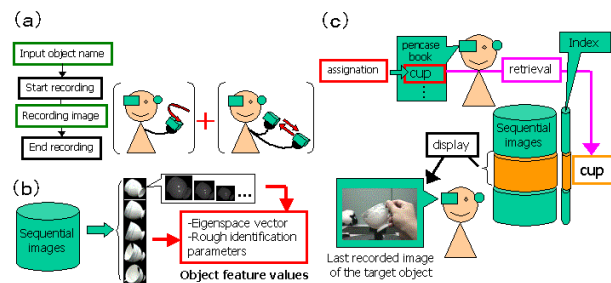 (a)
Input object name
Start recording
Recording image
End recording
+
(b)
Sequential
images
...
-Eigenspace vector
-Rough identification
parameters
Object feature values
(c)
assignation
pencase
book
cup
⋮
retrieval
Index
Sequential
images
display
cup
Last recorded image
of the target object